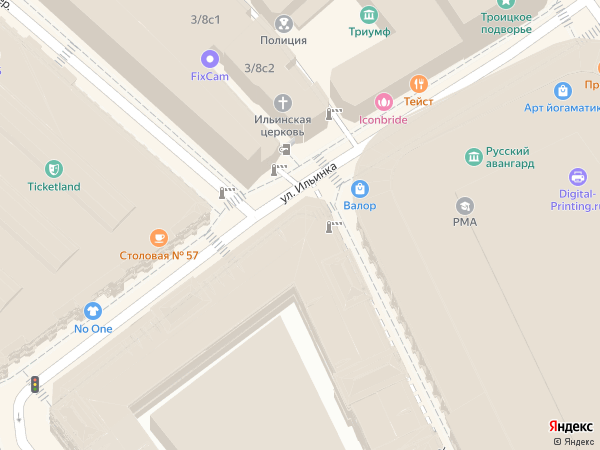 ер.
3/8с1
Полиция
Триумф
Троицкое
подворье
3/8с2
FixCam
Тейст
Iconbride
Ильинская
церковь
Пр
Арт йогаматик
Русский
авангард
ул. Ильинка
Ticketland
Валор
Digital-
Printing.ru
РМА
Столовая № 57
No One
Яндекс
© Яндекс